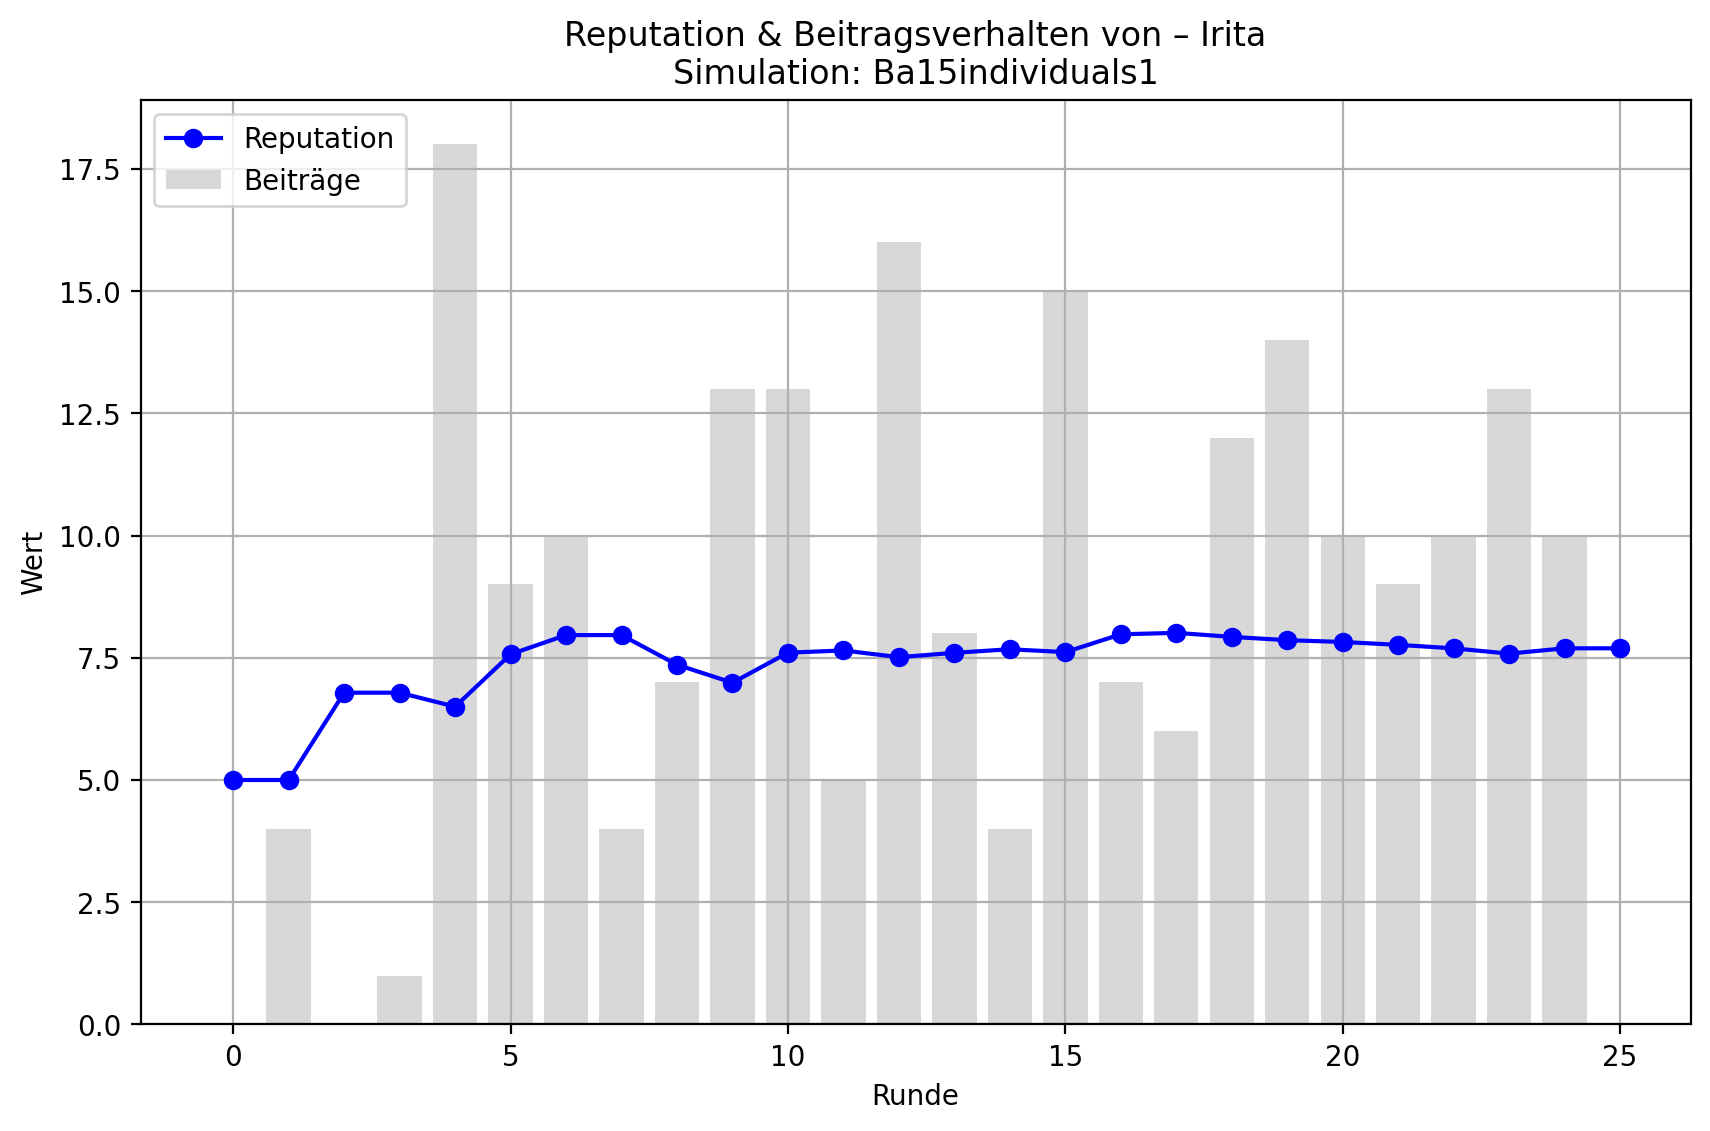 Reputation & Beitragsverhalten von – Irita
Simulation: Ba15individuals1
Reputation
Beiträge
17.5
15.0
12.5
10.0
7.5
5.0
2.5
0.0
Wert
0 5 10 15 20 25
Runde